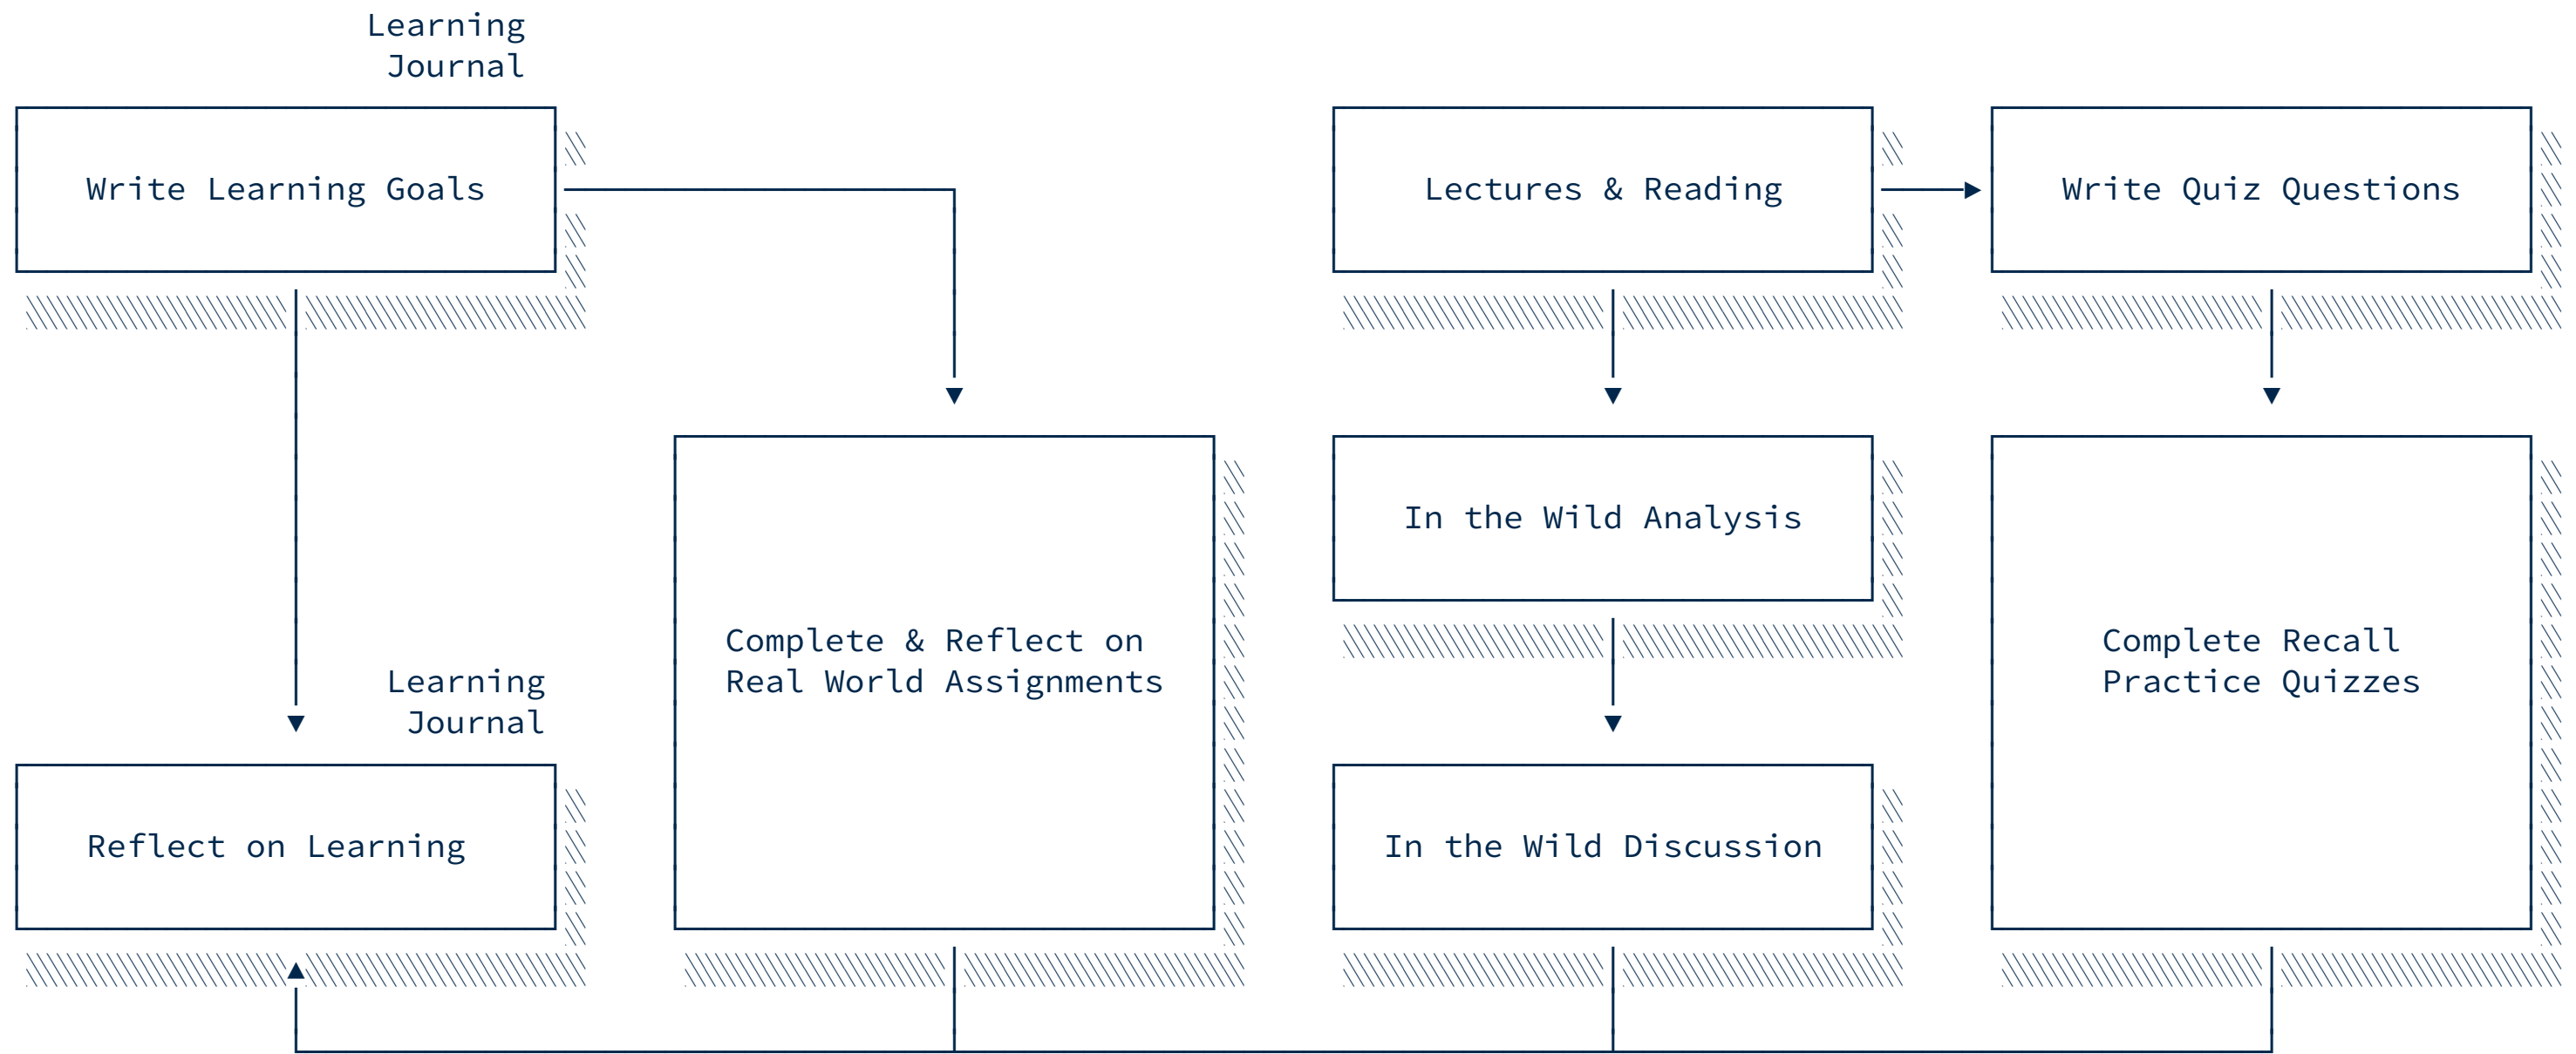 Learning
Journal
Write Learning Goals
Lectures & Reading
Write Quiz Questions
In the Wild Analysis
Complete & Reflect on
Real World Assignments
Complete Recall
Practice Quizzes
Learning
Journal
Reflect on Learning
In the Wild Discussion